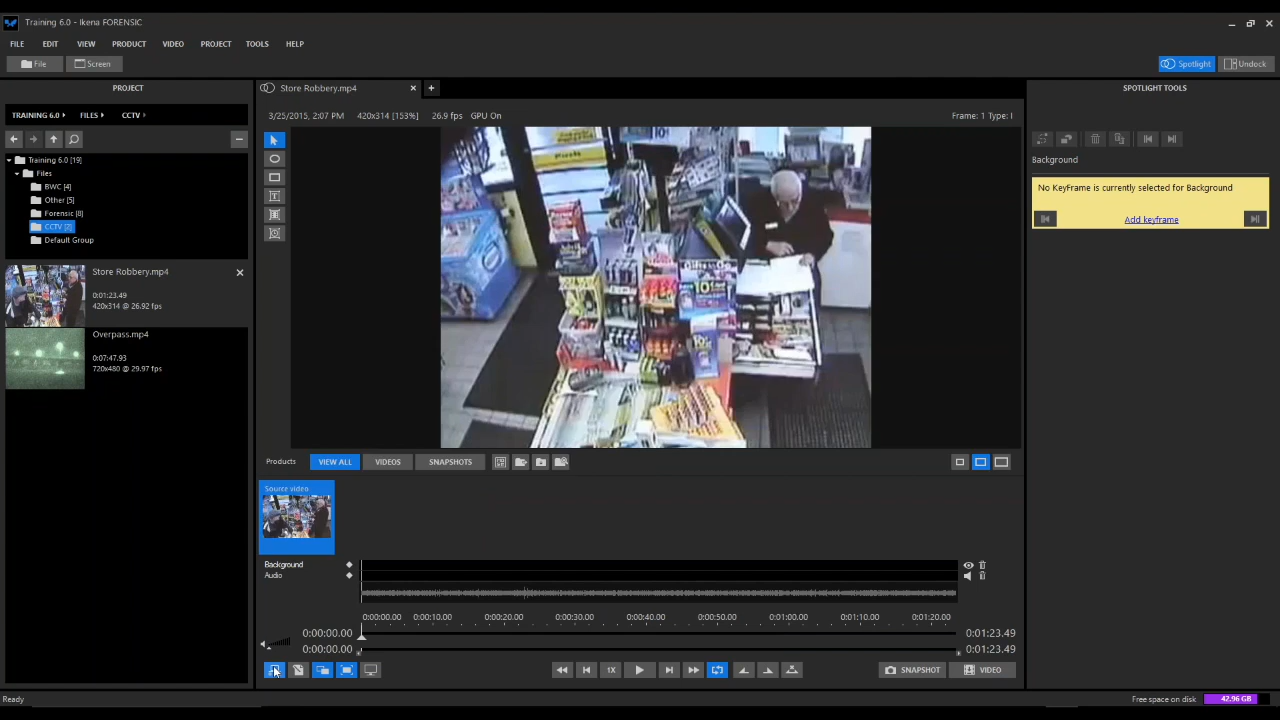 Training 6.0 - Ikena FORENSIC
FILE EDIT VIEW PRODUCT VIDEO PROJECT TOOLS HELP
File Screen Spotlight Undock
PROJECT
TRAINING 6.0 FILES CCTV
Training 6.0 [19]
Files
BWC [4]
Other [5]
Forensic [8]
CCTV [2]
Default Group
Store Robbery.mp4
0:01:23.49
420x314 @ 26.92 fps
Overpass.mp4
0:07:47.93
720x480 @ 29.97 fps
Store Robbery.mp4
3/25/2015, 2:07 PM 420x314 [153%] 26.9 fps GPU On Frame: 1 Type: I
Products VIEW ALL VIDEOS SNAPSHOTS
Source video
Background
Audio
0:00:00.00 0:00:10.00 0:00:20.00 0:00:30.00 0:00:40.00 0:00:50.00 0:01:00.00 0:01:10.00 0:01:20.00
0:00:00.00 0:01:23.49
0:00:00.00 0:01:23.49
1X SNAPSHOT VIDEO
SPOTLIGHT TOOLS
Background
No KeyFrame is currently selected for Background
Add keyframe
Ready Free space on disk 42.96 GB